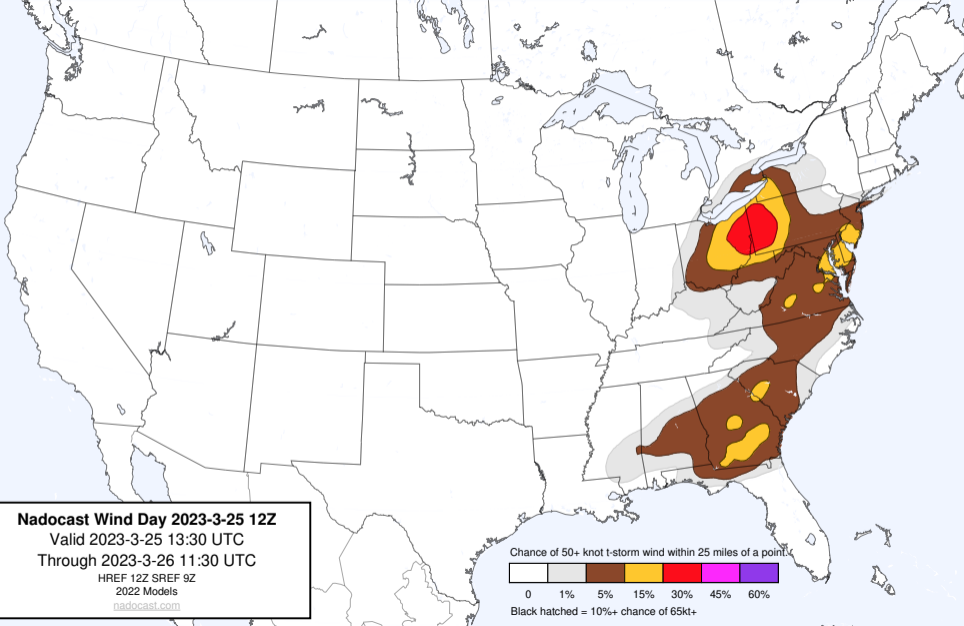 Nadocast Wind Day 2023-3-25 12Z
Valid 2023-3-25 13:30 UTC
Through 2023-3-26 11:30 UTC
HREF 12Z SREF 9Z
2022 Models
nadocast.com
Chance of 50+ knot t-storm wind within 25 miles of a point.
0 1% 5% 15% 30% 45% 60%
Black hatched = 10%+ chance of 65kt+